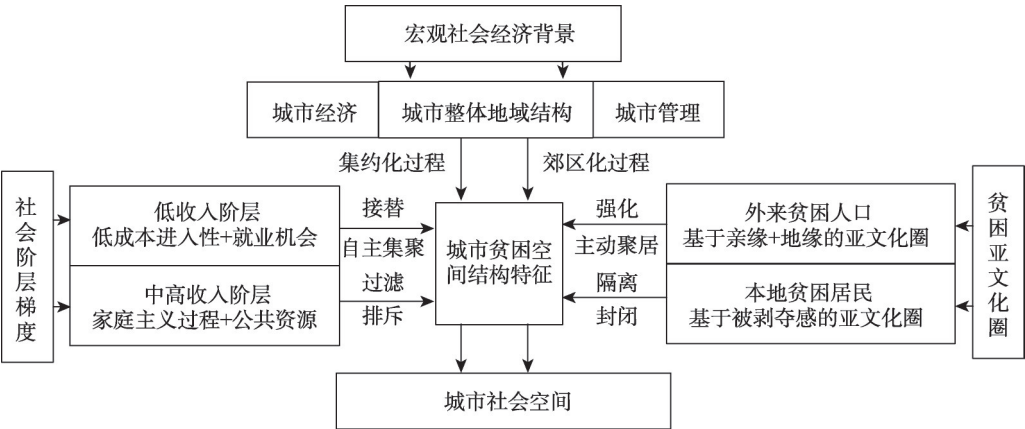 宏观社会经济背景
城市经济
城市整体地域结构
城市管理
集约化过程
郊区化过程
社会阶层梯度
低收入阶层
低成本进入性+就业机会
中高收入阶层
家庭主义过程+公共资源
接替
自主集聚
过滤
排斥
城市贫困空
间结构特征
强化
主动聚居
隔离
封闭
外来贫困人口
基于亲缘+地缘的亚文化圈
本地贫困居民
基于被剥夺感的亚文化圈
贫困亚文化圈
城市社会空间